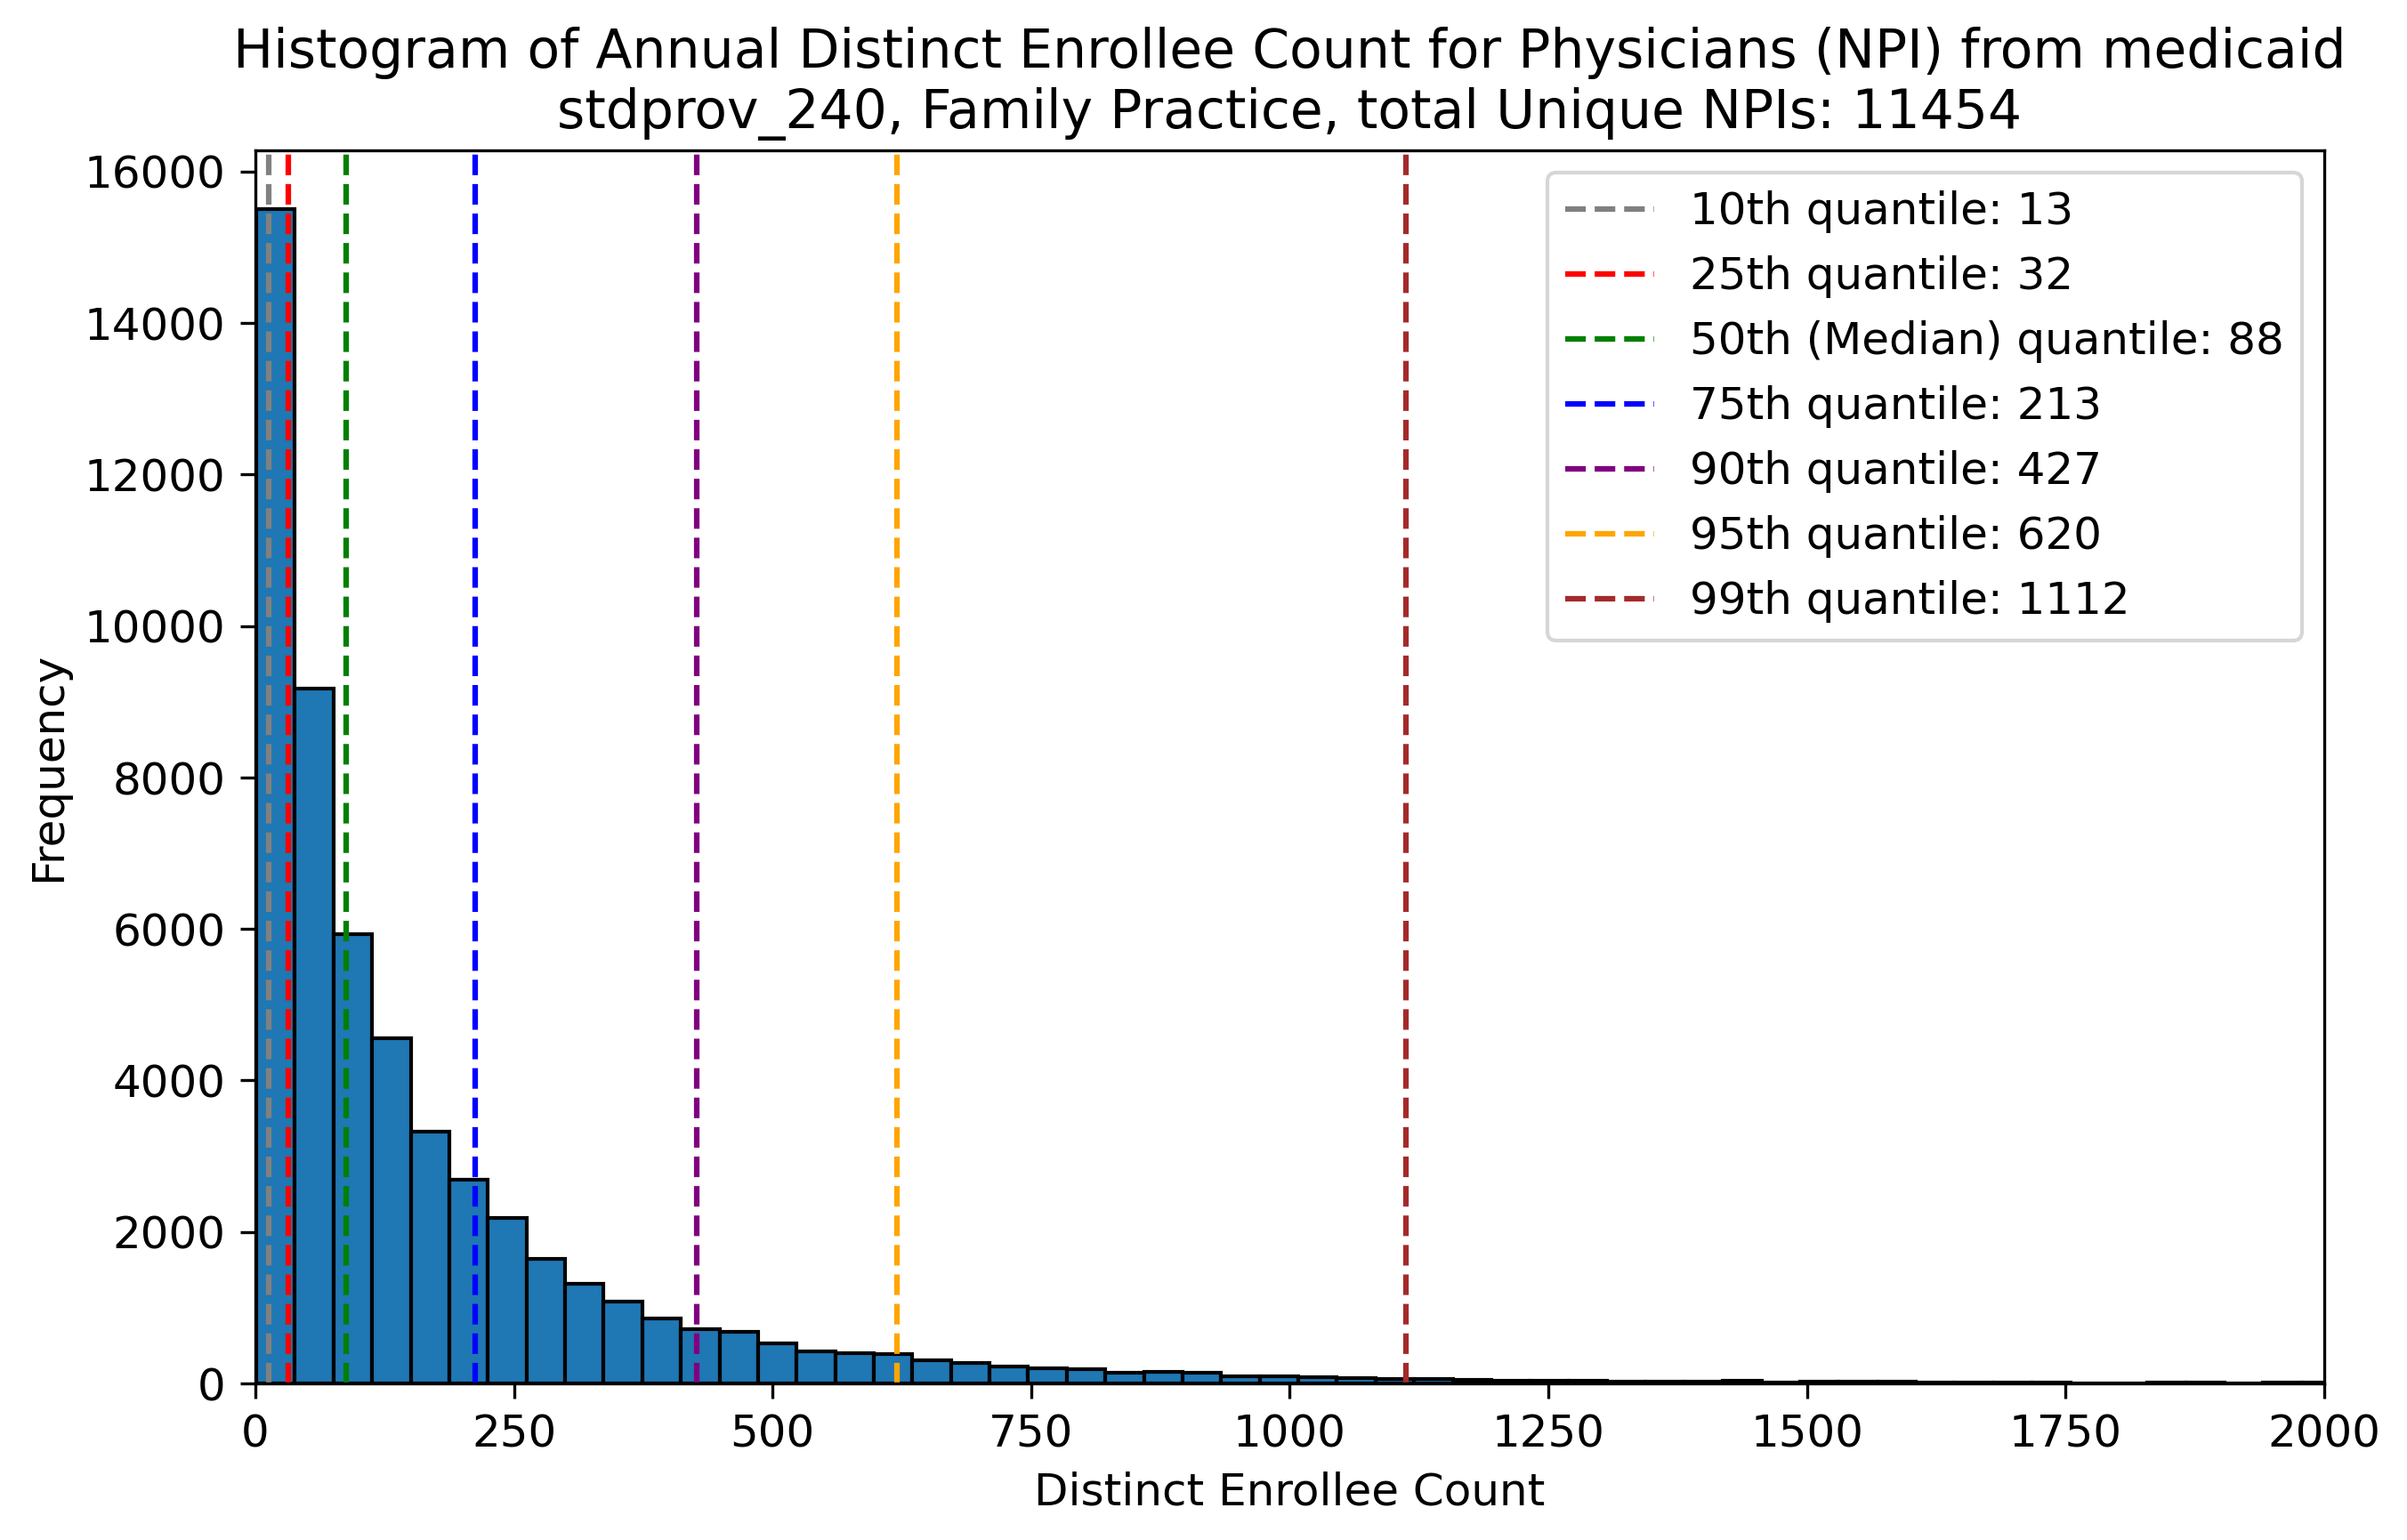 Histogram of Annual Distinct Enrollee Count for Physicians (NPI) from medicaid
stdprov_240, Family Practice, total Unique NPIs: 11454
16000
14000
12000
10000
8000
6000
4000
2000
0
Frequency
10th quantile: 13
25th quantile: 32
50th (Median) quantile: 88
75th quantile: 213
90th quantile: 427
95th quantile: 620
99th quantile: 1112
0 250 500 750 1000 1250 1500 1750 2000
Distinct Enrollee Count